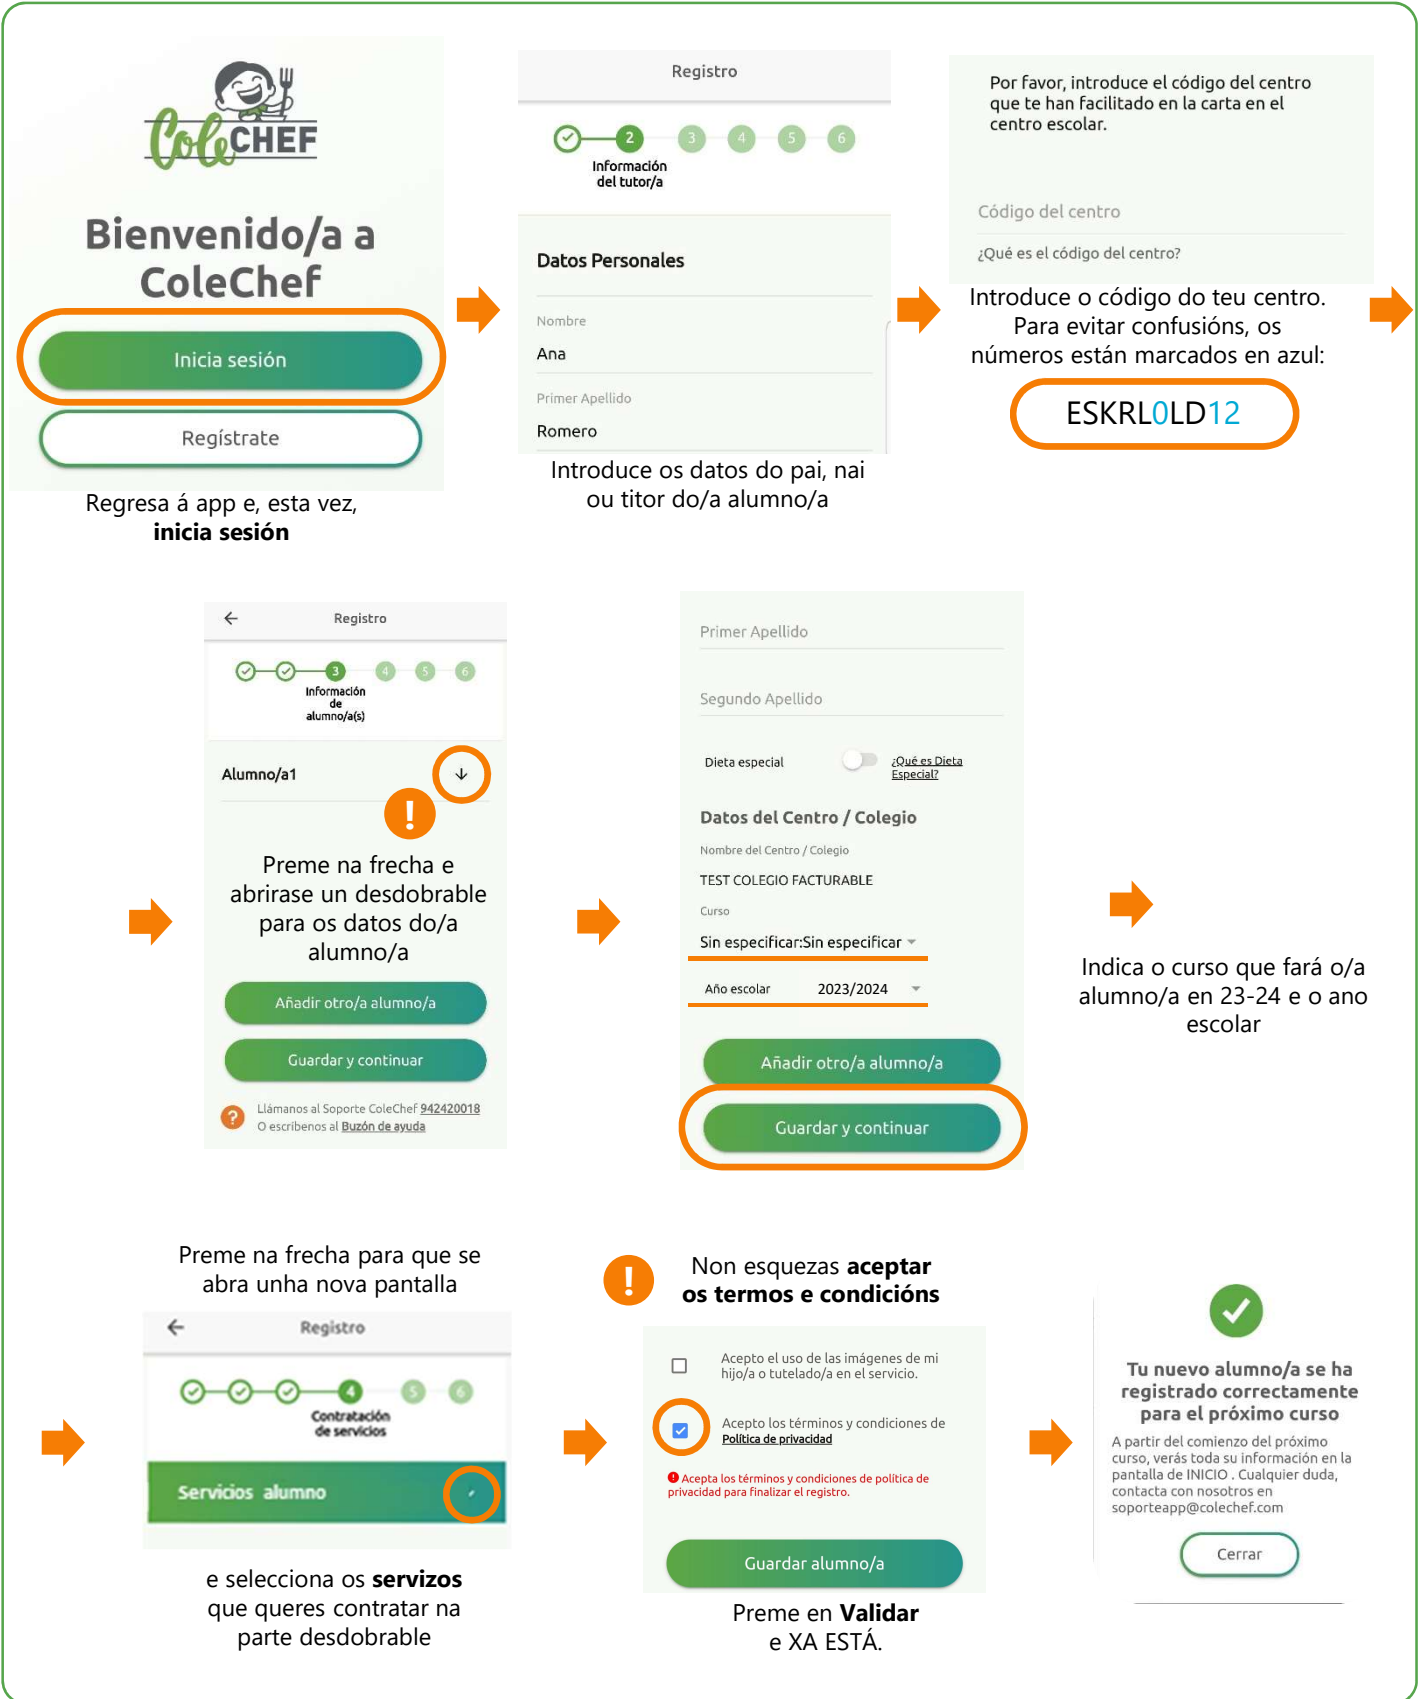 ColeCHEF
Bienvenido/a a
ColeChef
Inicia sesión
Regístrate
Regresa á app e, esta vez,
inicia sesión
Registro
2 3 4 5 6
Información
del tutor/a
Datos Personales
Nombre
Ana
Primer Apellido
Romero
Introduce os datos do pai, nai
ou titor do/a alumno/a
Por favor, introduce el código del centro
que te han facilitado en la carta en el
centro escolar.
Código del centro
¿Qué es el código del centro?
Introduce o código do teu centro.
Para evitar confusións, os
números están marcados en azul:
ESKRL0LD12
Registro
3 4 5 6
Información
de
alumno/a(s)
Alumno/a1
!
Preme na frecha e
abrirase un desdobrable
para os datos do/a
alumno/a
Añadir otro/a alumno/a
Guardar y continuar
?
Llámanos al Soporte ColeChef 942420018
O escríbenos al Buzón de ayuda
Primer Apellido
Segundo Apellido
Dieta especial
¿Qué es Dieta
Especial?
Datos del Centro / Colegio
Nombre del Centro / Colegio
TEST COLEGIO FACTURABLE
Curso
Sin especificar:Sin especificar
Año escolar 2023/2024
Añadir otro/a alumno/a
Guardar y continuar
Indica o curso que fará o/a
alumno/a en 23-24 e o ano
escolar
Preme na frecha para que se
abra unha nova pantalla
Registro
4 5 6
Contratación
de servicios
Servicios alumno
e selecciona os servizos
que queres contratar na
parte desdobrable
!
Non esquezas aceptar
os termos e condicións
Acepto el uso de las imágenes de mi
hijo/a o tutelado/a en el servicio.
Acepto los términos y condiciones de
Política de privacidad
! Acepta los términos y condiciones de política de
privacidad para finalizar el registro.
Guardar alumno/a
Preme en Validar
e XA ESTÁ.
Tu nuevo alumno/a se ha
registrado correctamente
para el próximo curso
A partir del comienzo del próximo
curso, verás toda su información en la
pantalla de INICIO . Cualquier duda,
contacta con nosotros en
soporteapp@colechef.com
Cerrar